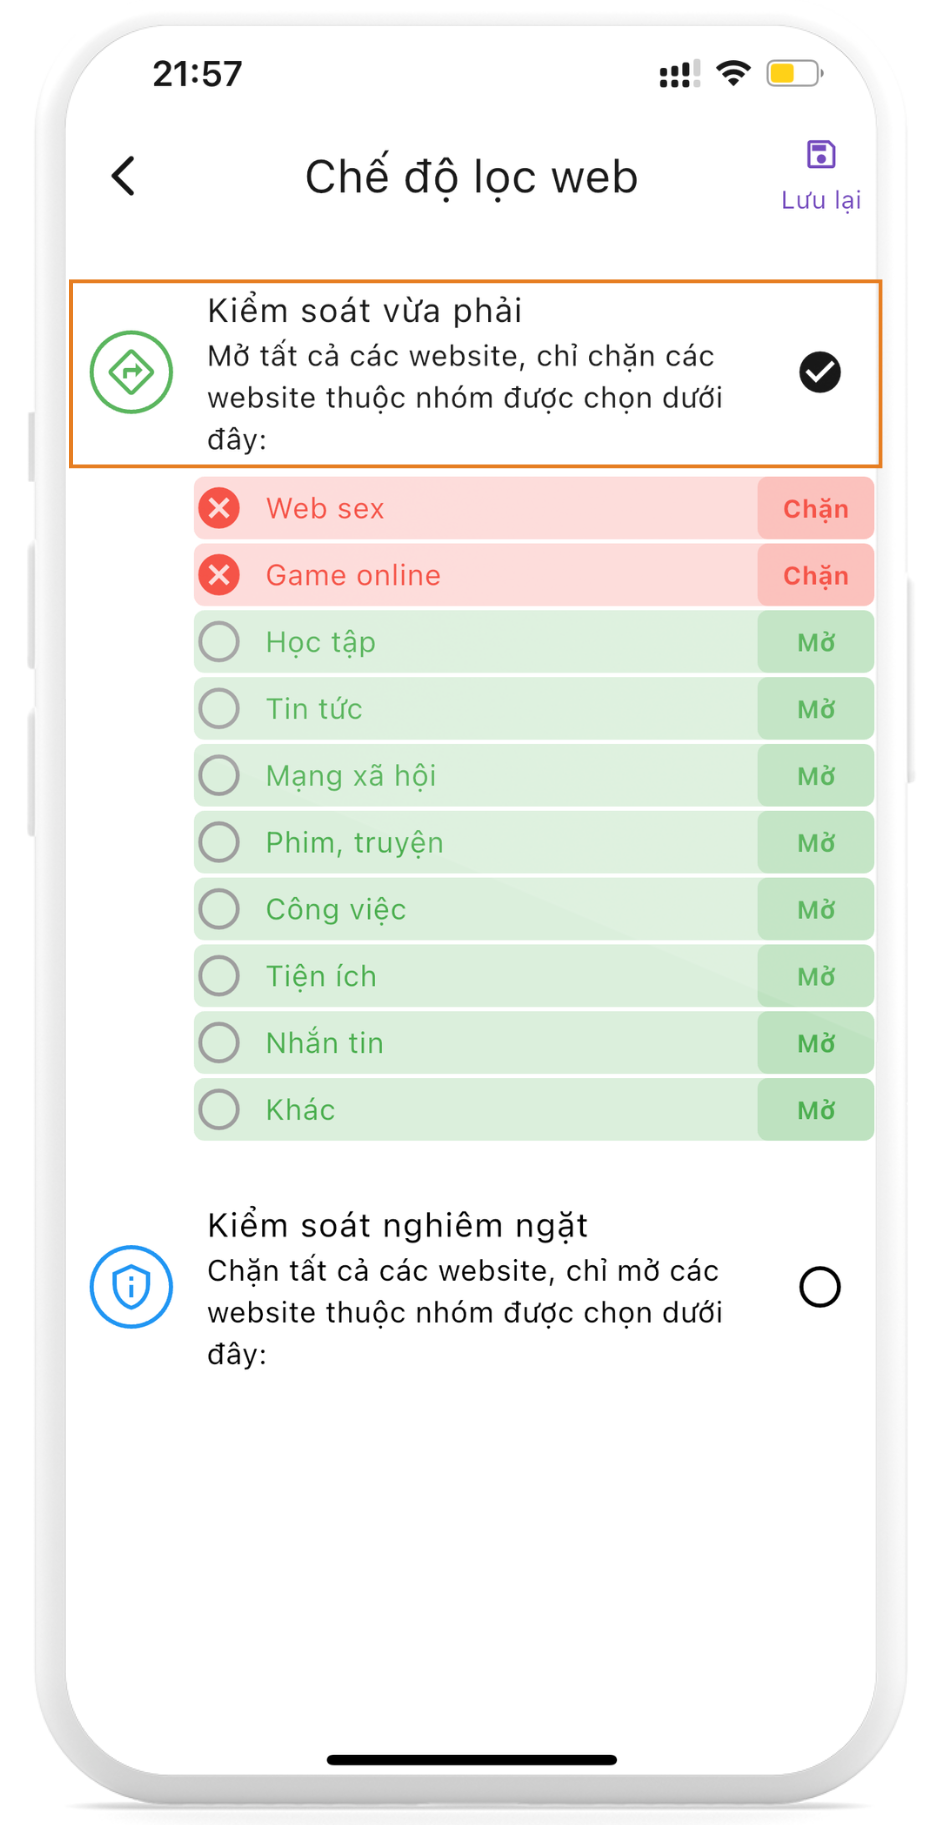 21:57
Chế độ lọc web
Lưu lại
Kiểm soát vừa phải
Mở tất cả các website, chỉ chặn các
website thuộc nhóm được chọn dưới
đây:
Web sex Chặn
Game online Chặn
Học tập Mở
Tin tức Mở
Mạng xã hội Mở
Phim, truyện Mở
Công việc Mở
Tiện ích Mở
Nhắn tin Mở
Khác Mở
Kiểm soát nghiêm ngặt
Chặn tất cả các website, chỉ mở các
website thuộc nhóm được chọn dưới
đây: